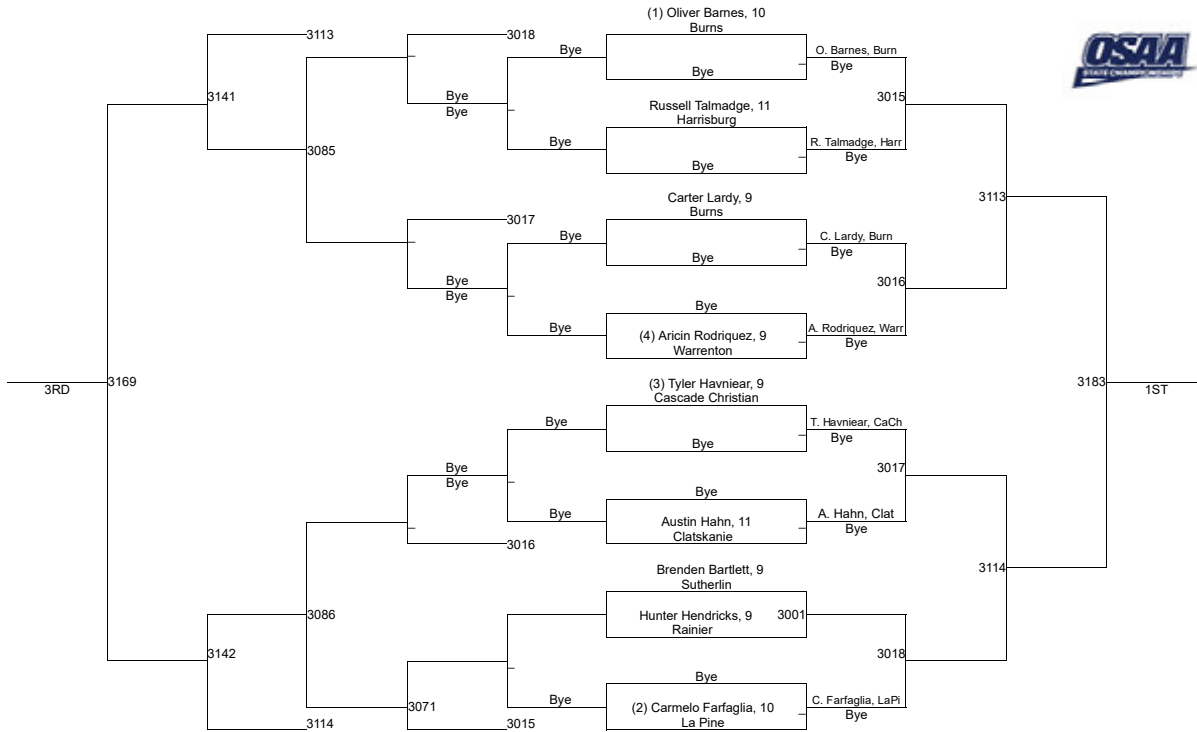 (1) Oliver Barnes, 10
Burns
3113
3018
OSAA
STATE CHAMPIONSHIPS
Bye
O. Barnes, Burn
Bye
Bye
3141
Bye
Bye
3015
Russell Talmadge, 11
Harrisburg
3085
Bye
R. Talmadge, Harr
Bye
Bye
Carter Lardy, 9
Burns
3113
3017
Bye
C. Lardy, Burn
Bye
Bye
Bye
Bye
3016
Bye
Bye
(4) Aricin Rodriquez, 9
Warrenton
A. Rodriquez, Warr
Bye
3RD
3169
(3) Tyler Havniear, 9
Cascade Christian
3183
1ST
Bye
T. Havniear, CaCh
Bye
Bye
Bye
Bye
3017
Bye
Bye
Austin Hahn, 11
Clatskanie
A. Hahn, Clat
Bye
3016
Brenden Bartlett, 9
Sutherlin
3114
3086
Hunter Hendricks, 9
Rainier
3001
3142
3018
Bye
3071
Bye
(2) Carmelo Farfaglia, 10
La Pine
C. Farfaglia, LaPi
Bye
3114
3015